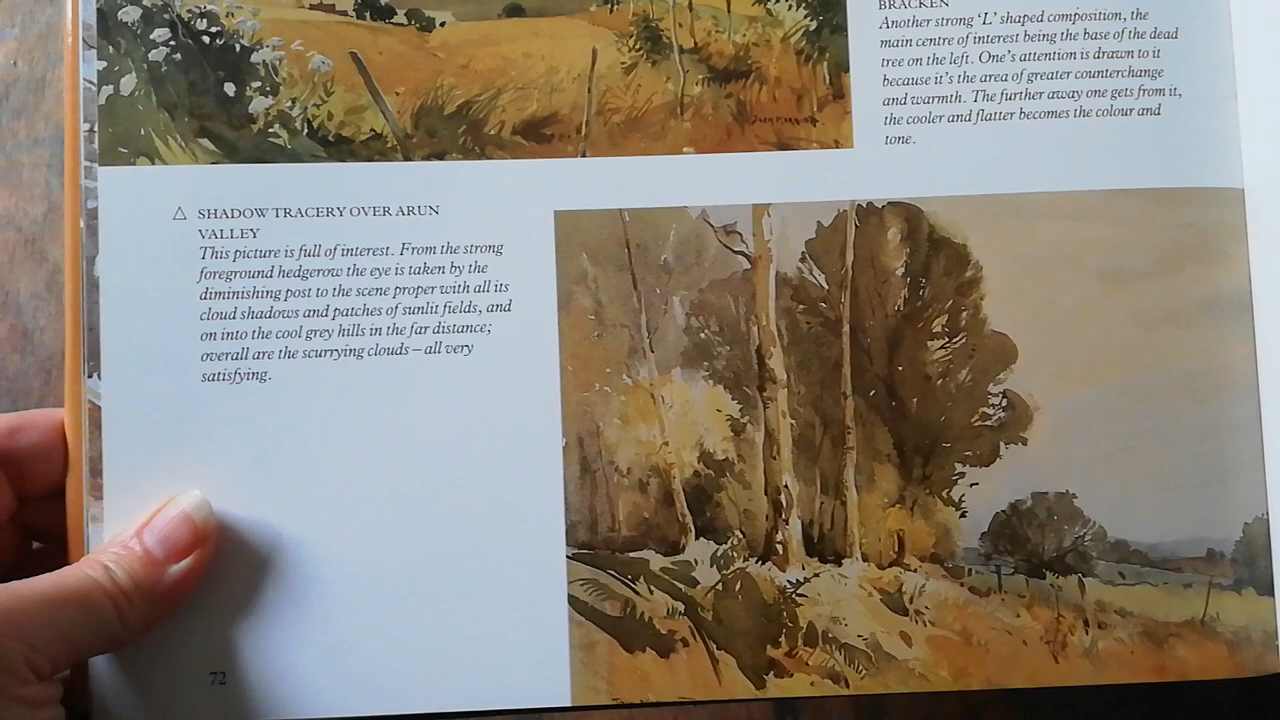 BRACKEN
Another strong ‘L’ shaped composition, the
main centre of interest being the base of the dead
tree on the left. One’s attention is drawn to it
because it’s the area of greater counterchange
and warmth. The further away one gets from it,
the cooler and flatter becomes the colour and
tone.
△ SHADOW TRACERY OVER ARUN
VALLEY
This picture is full of interest. From the strong
foreground hedgerow the eye is taken by the
diminishing post to the scene proper with all its
cloud shadows and patches of sunlit fields, and
on into the cool grey hills in the far distance;
overall are the scurrying clouds – all very
satisfying.
72